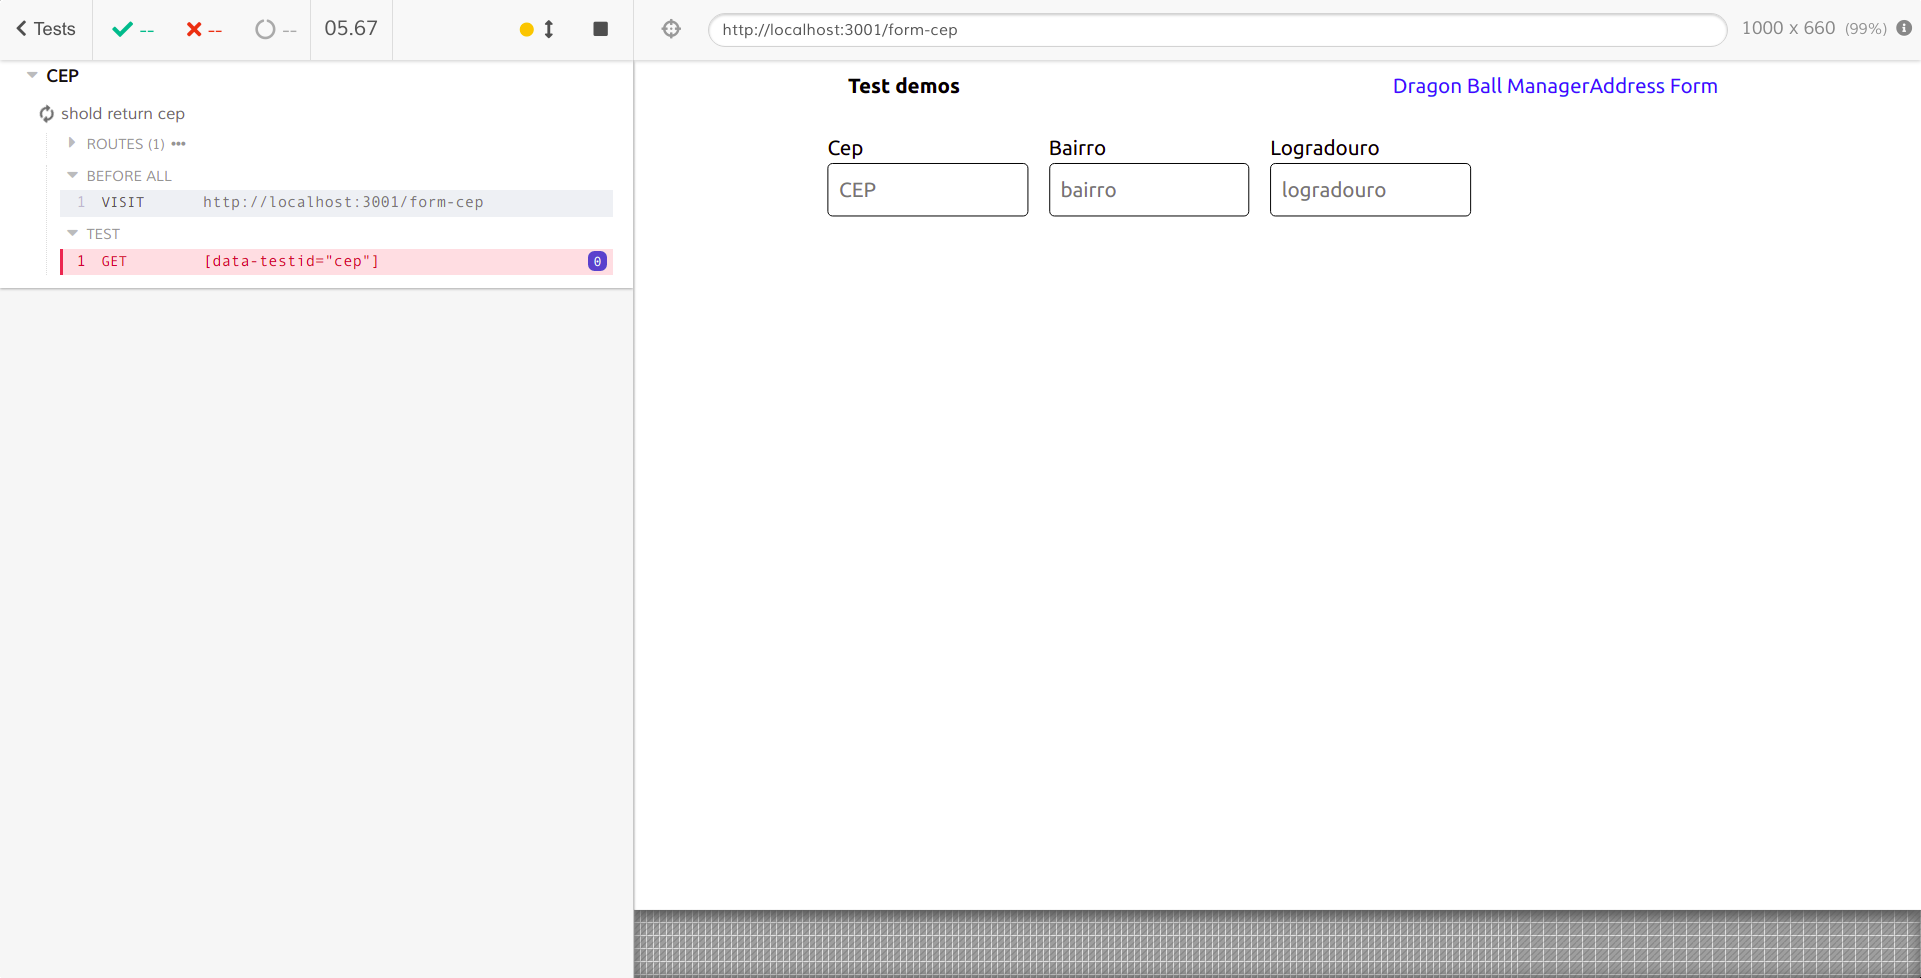 Tests -- -- -- 05.67
http://localhost:3001/form-cep 1000 x 660 (99%)
CEP
shold return cep
ROUTES (1)
BEFORE ALL
1 VISIT http://localhost:3001/form-cep
TEST
1 GET [data-testid="cep"] 0
Test demos Dragon Ball ManagerAddress Form
Cep Bairro Logradouro
CEP bairro logradouro